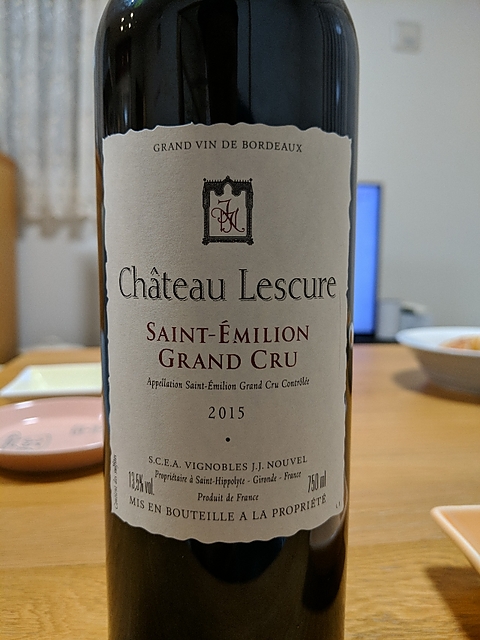 GRAND VIN DE BORDEAUX
Château Lescure
SAINT-ÉMILION
GRAND CRU
Appellation Saint-Émilion Grand Cru Contrôlée
2015
S.C.E.A. VIGNOBLES J.J. NOUVEL
Propriétaire à Saint-Hippolyte - Gironde - France
13,5% vol. 750 ml
Produit de France
MIS EN BOUTEILLE A LA PROPRIÉTÉ